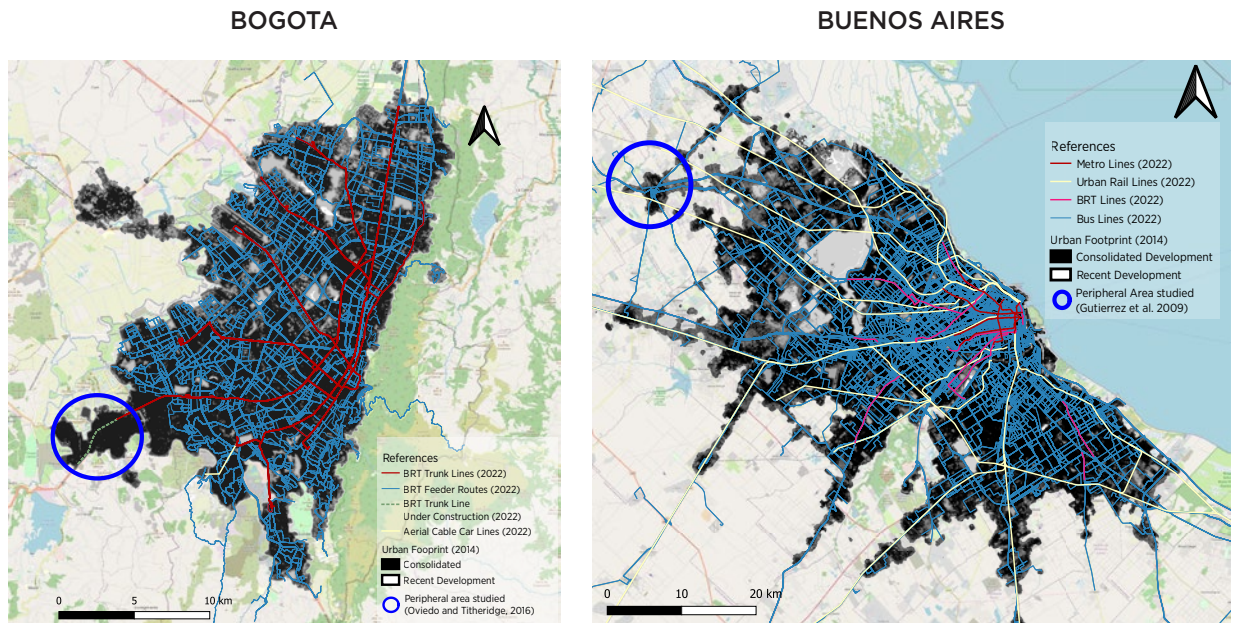 BOGOTA
References
BRT Trunk Lines (2022)
BRT Feeder Routes (2022)
BRT Trunk Line
Under Construction (2022)
Aerial Cable Car Lines (2022)
Urban Footprint (2014)
Consolidated
Recent Development
Peripheral area studied
(Oviedo and Titheridge, 2016)
0 5 10 km
BUENOS AIRES
References
Metro Lines (2022)
Urban Rail Lines (2022)
BRT Lines (2022)
Bus Lines (2022)
Urban Footprint (2014)
Consolidated Development
Recent Development
Peripheral Area studied
(Gutierrez et al. 2009)
0 10 20 km